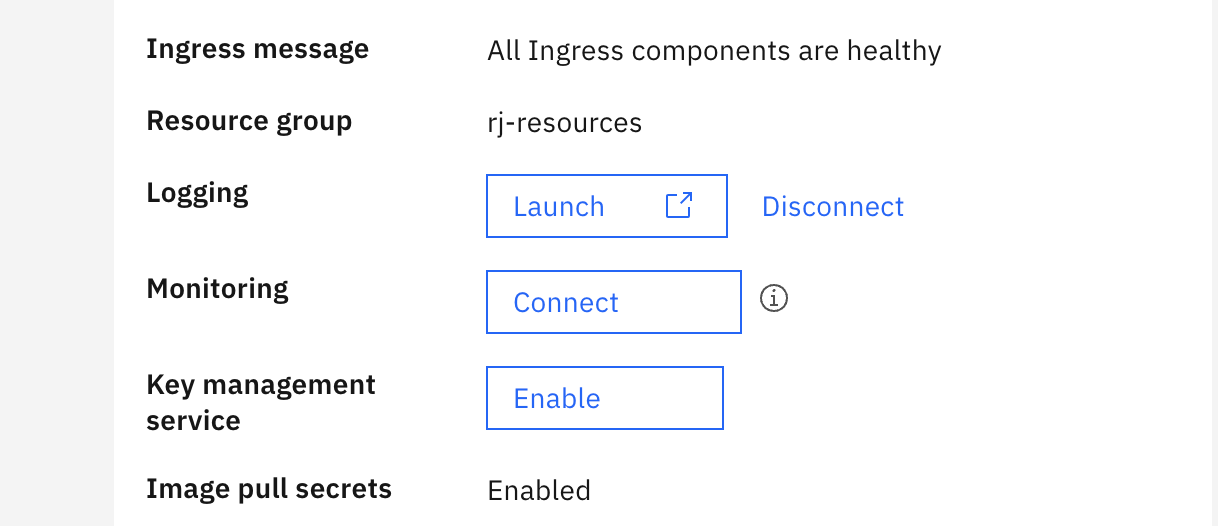 Ingress message
All Ingress components are healthy
Resource group
rj-resources
Logging
Launch
Disconnect
Monitoring
Connect
Key management
service
Enable
Image pull secrets
Enabled